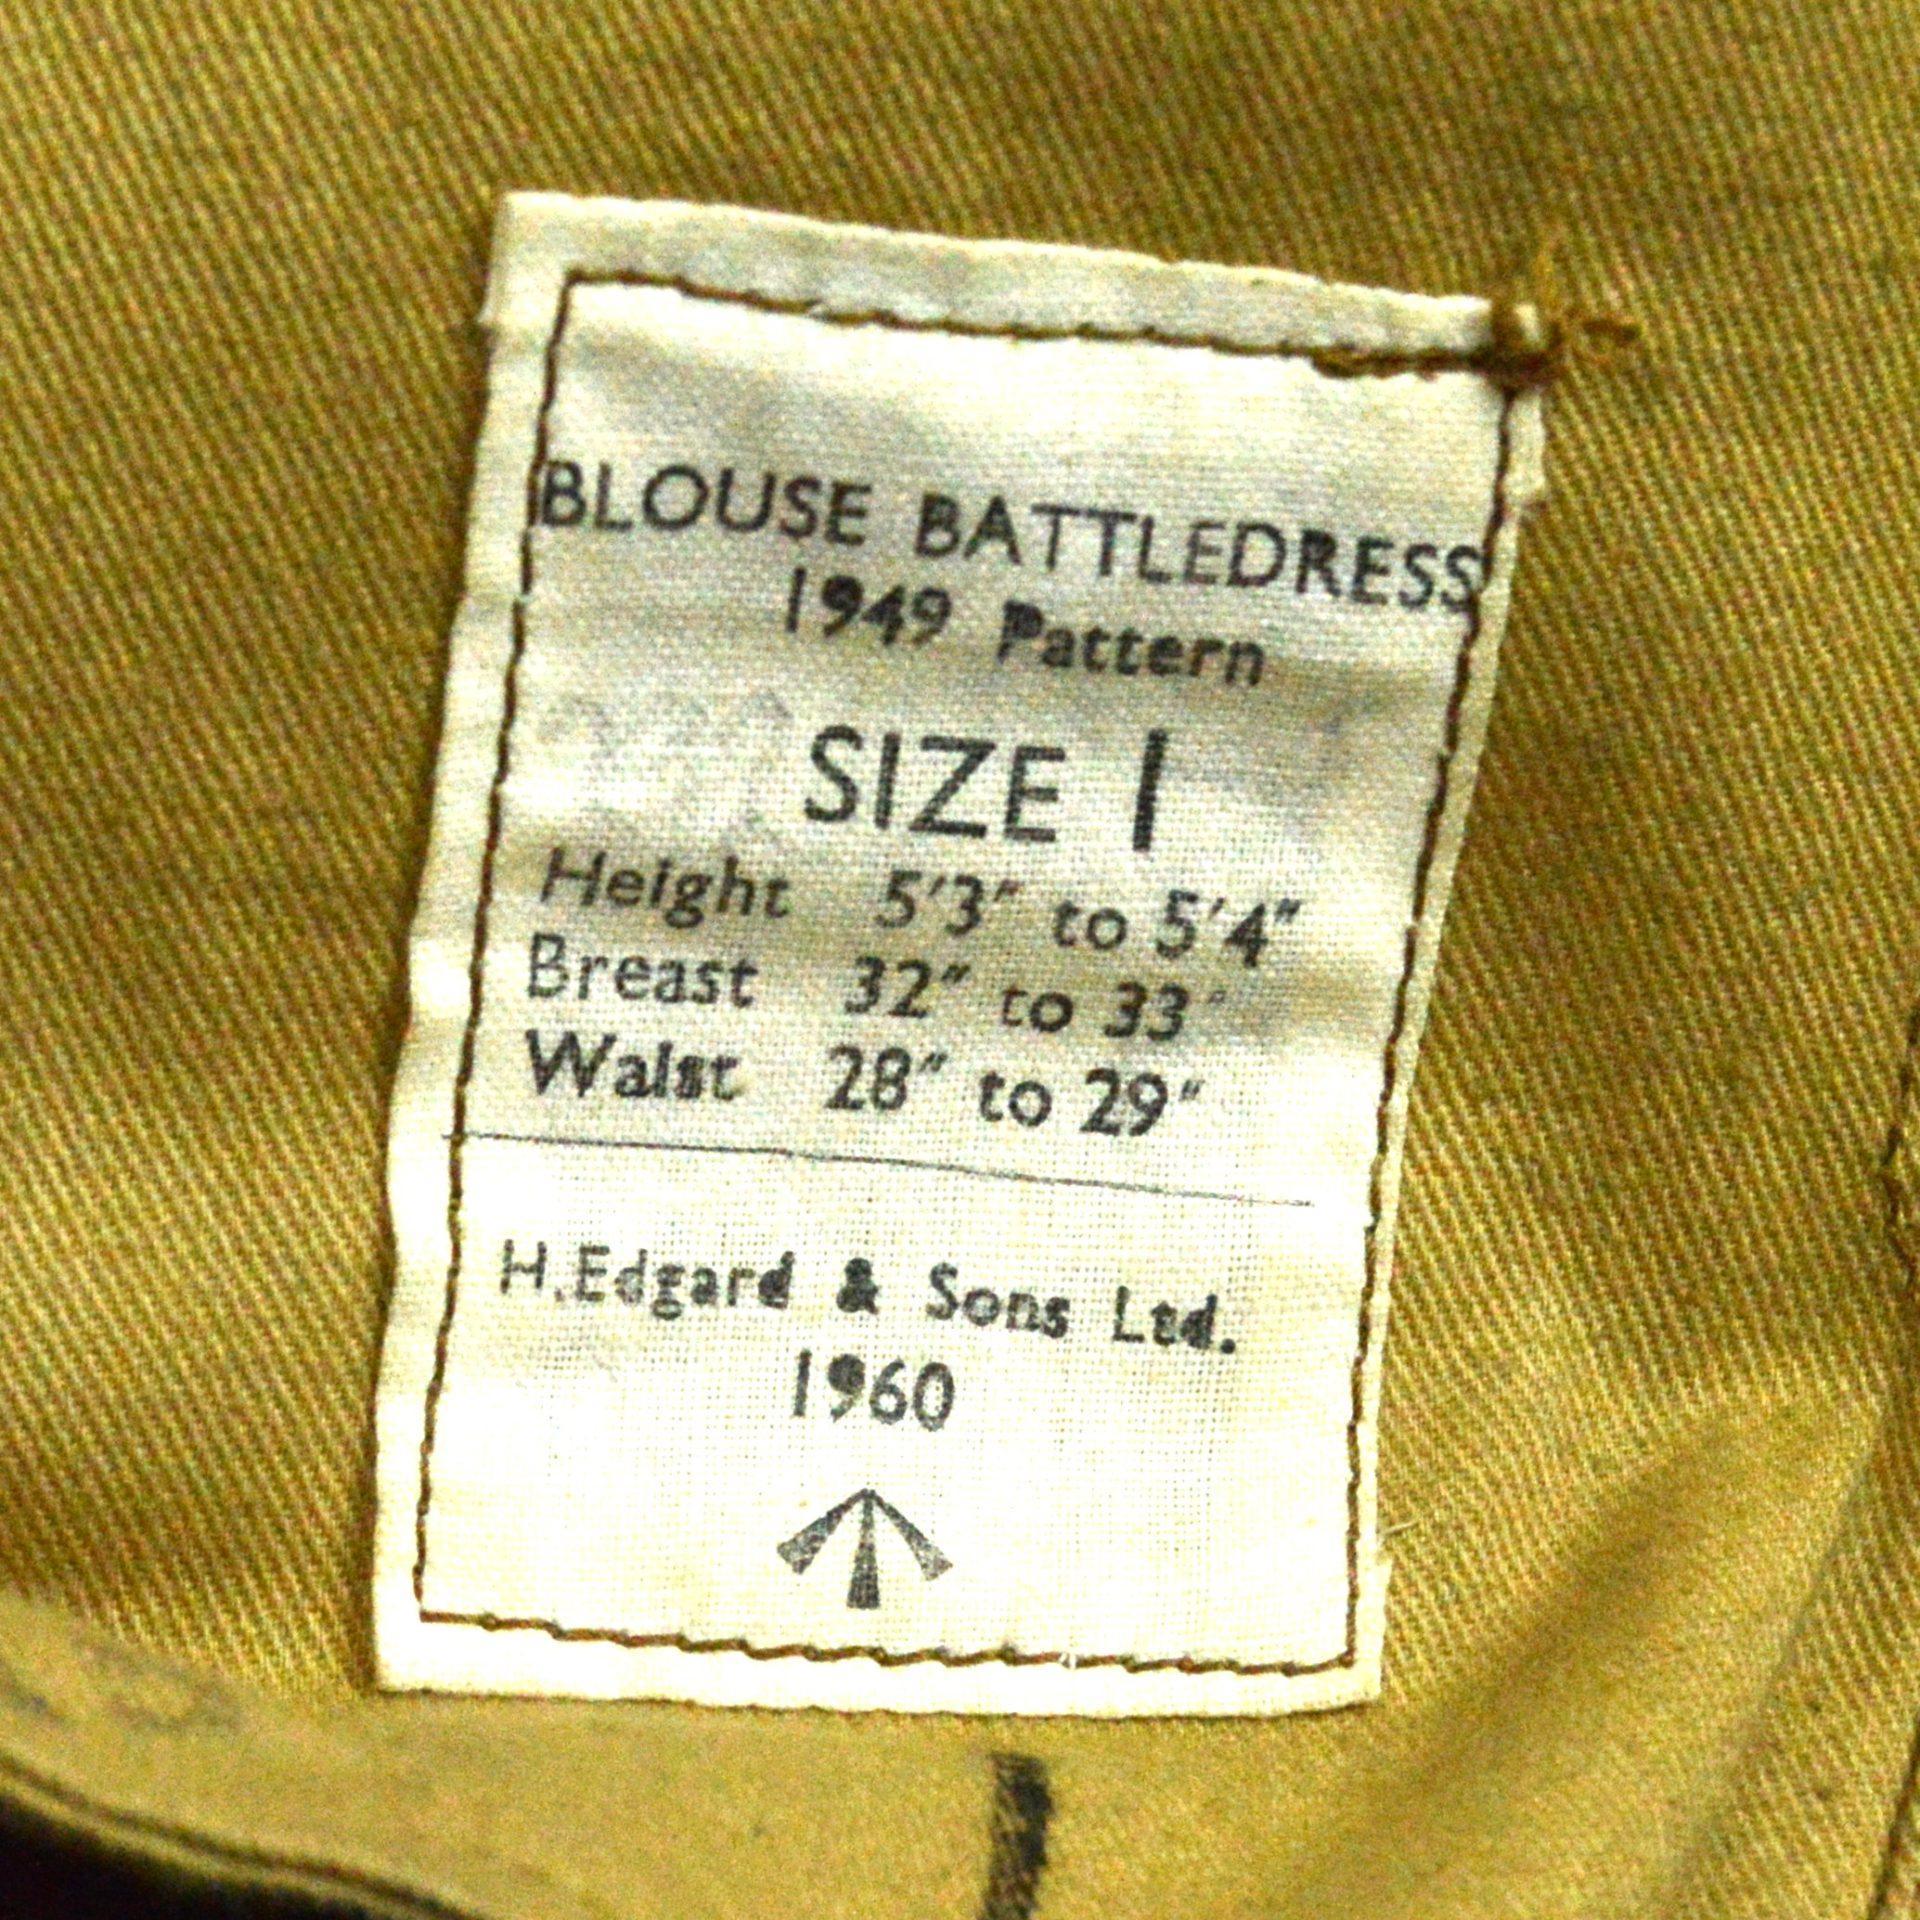 BLOUSE BATTLEDRESS
1949 Pattern
SIZE 1
Height 5'3" to 5'4"
Breast 32" to 33"
Waist 28" to 29"
H.Edgard & Sons Ltd.
1960